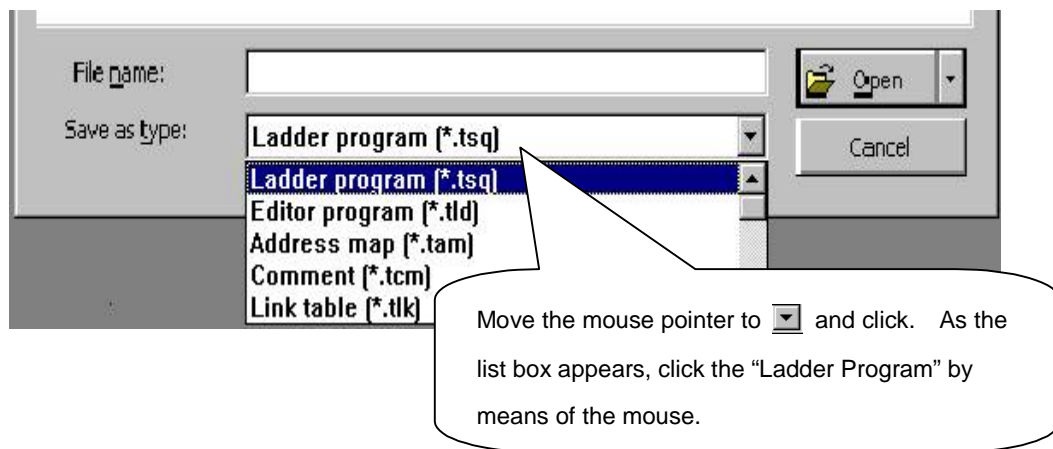 File name:
Open
Save as type:
Ladder program (*.tsq)
Cancel
Ladder program (*.tsq)
Editor program (*.tld)
Address map (*.tam)
Comment (*.tcm)
Link table (*.tlk)
Move the mouse pointer to and click. As the
list box appears, click the “Ladder Program” by
means of the mouse.